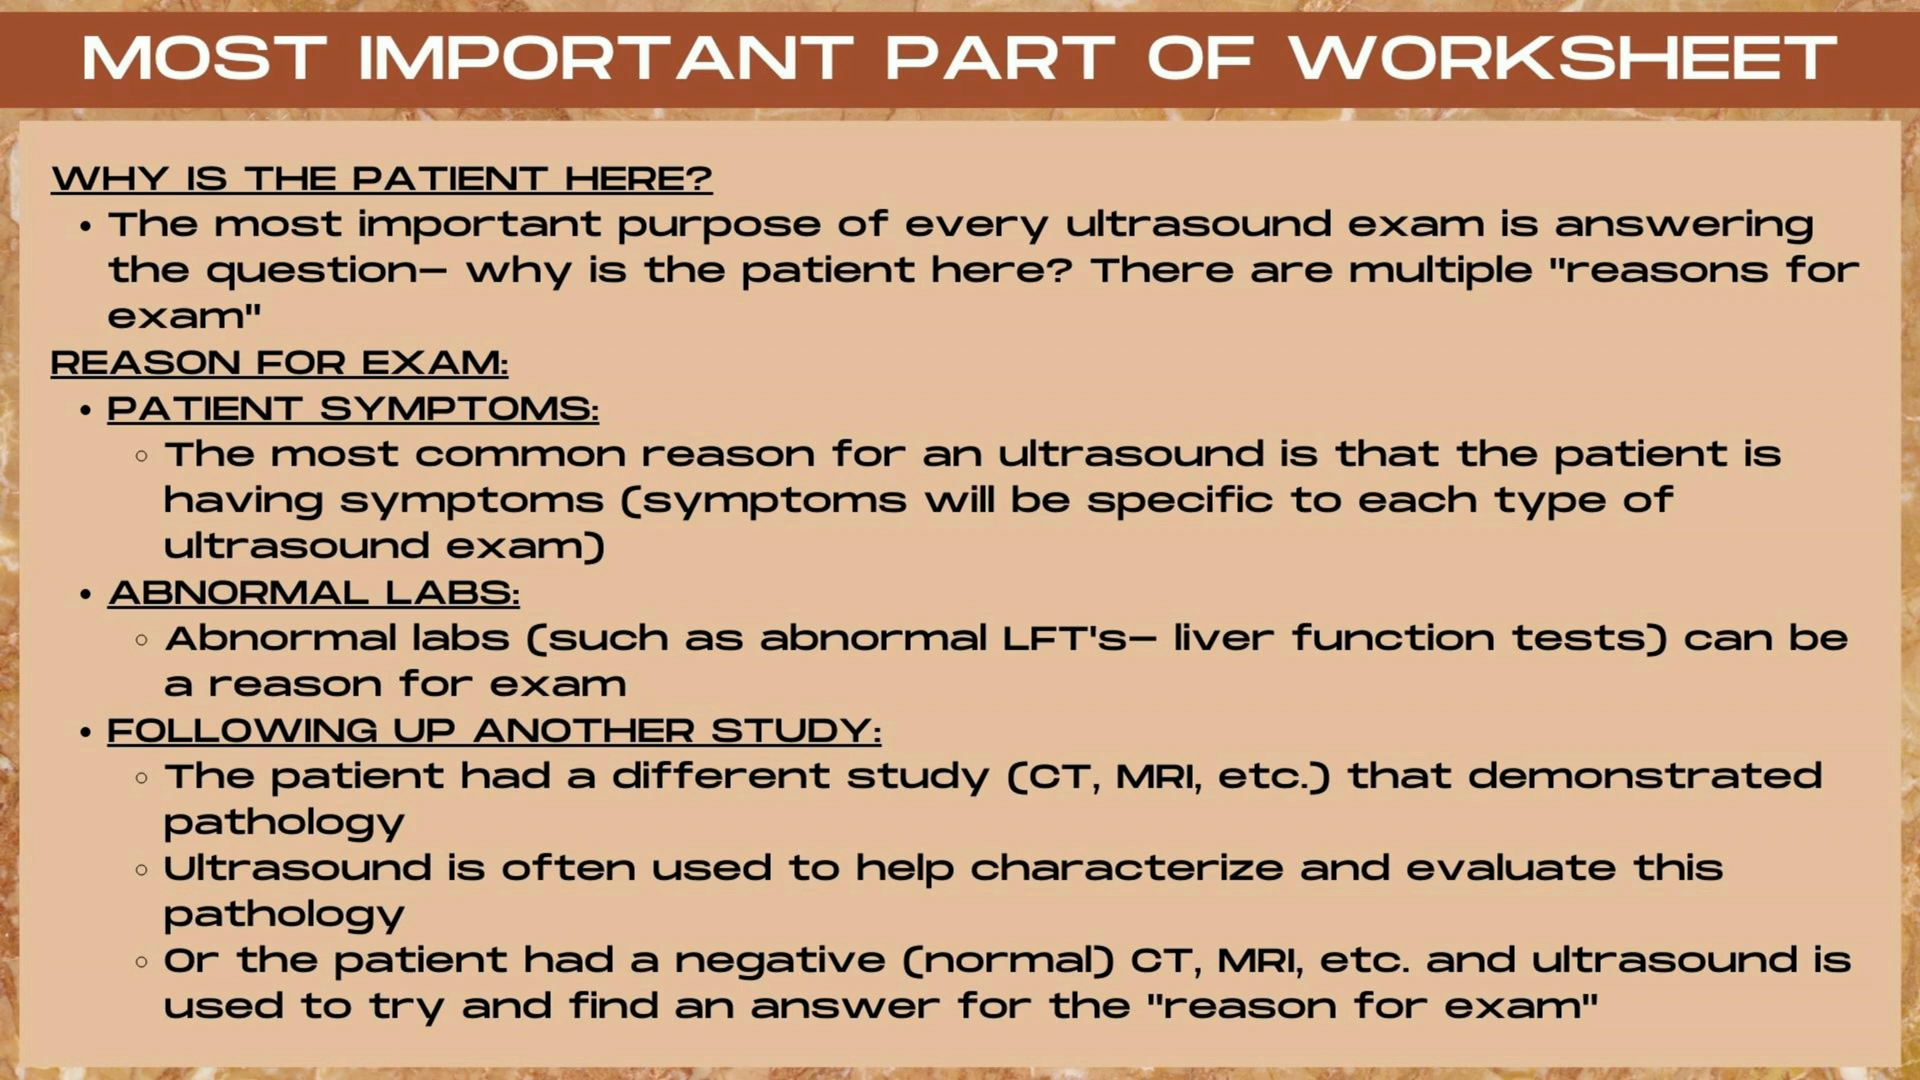 MOST IMPORTANT PART OF WORKSHEET
WHY IS THE PATIENT HERE?
• The most important purpose of every ultrasound exam is answering
the question– why is the patient here? There are multiple "reasons for
exam"
REASON FOR EXAM:
• PATIENT SYMPTOMS:
◦ The most common reason for an ultrasound is that the patient is
having symptoms (symptoms will be specific to each type of
ultrasound exam)
• ABNORMAL LABS:
◦ Abnormal labs (such as abnormal LFT's– liver function tests) can be
a reason for exam
• FOLLOWING UP ANOTHER STUDY:
◦ The patient had a different study (CT, MRI, etc.) that demonstrated
pathology
◦ Ultrasound is often used to help characterize and evaluate this
pathology
◦ Or the patient had a negative (normal) CT, MRI, etc. and ultrasound is
used to try and find an answer for the "reason for exam"